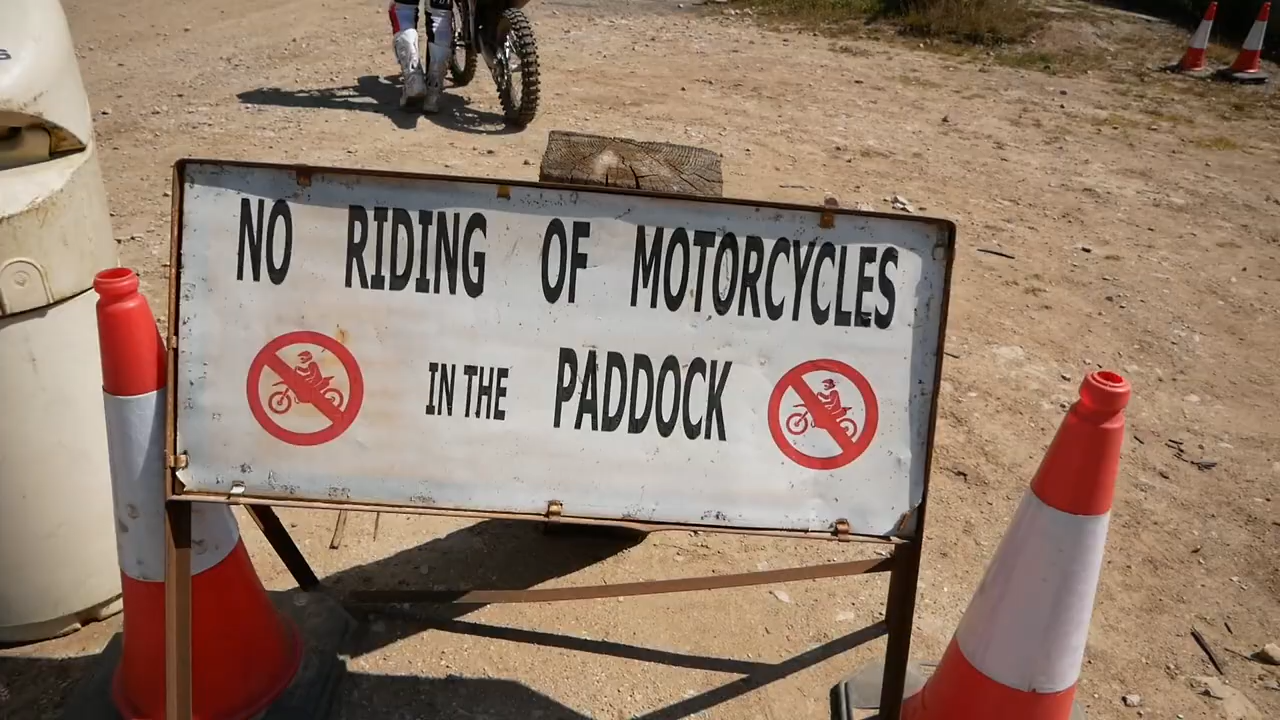 NO RIDING OF MOTORCYCLES
IN THE PADDOCK